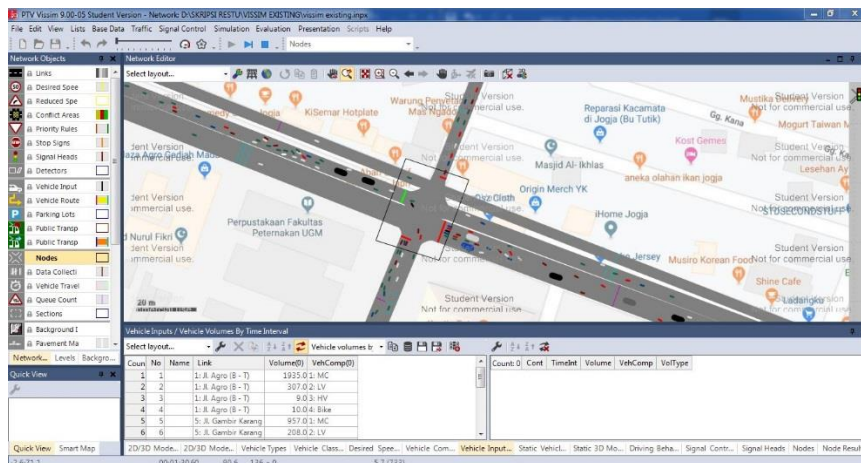 PTV Vissim 9.00-05 Student Version - Network: D:\SKRIPSI RESTU\VISSIM EXISTING\vissim existing.inpx
File Edit View Lists Base Data Traffic Signal Control Simulation Evaluation Presentation Scripts Help
Nodes
Network Objects
Network Editor
Select layout...
Links
Desired Spee
Reduced Spe
Conflict Areas
Priority Rules
Stop Signs
Signal Heads
Detectors
Vehicle Input
Vehicle Route
Parking Lots
Public Transp
Public Transp
Nodes
Data Collecti
Vehicle Travel
Queue Count
Sections
Background I
Pavement Ma
Network... Levels Backgro...
Student Version
Not for commercial use.
KiSemar Hotplate
Warung Penyetan
Mas Ngado
Reparasi Kacamata
di Jogja (Bu Tutik)
Gg. Kana
Mustika
Mogurt Taiwan M
Kost Gemes
Lesehan Ay
Masjid Al- Ikhlas
aneka olahan ikan jogja
Origin Merch YK
iHome Jogja
Perpustakaan Fakultas
Peternakan UGM
Nurul Fikri
Jersey
Musiro Korean Food
Shine Cafe
Student Version
Not for commercial use.
20 m
Vehicle Inputs / Vehicle Volumes By Time Interval
Select layout...
Vehicle volumes b
Coun No Name Link Volume(0) VehComp(0)
1 1 1: Jl. Agro (B - T) 1935.0 1: MC
2 2 1: Jl. Agro (B - T) 307.0 2: LV
3 3 1: Jl. Agro (B - T) 9.0 3: HV
4 4 1: Jl. Agro (B - T) 10.0 4: Bike
5 5 5: Jl. Gambir Karang 957.0 1: MC
6 6 5: Jl. Gambir Karang 208.0 2: LV
Count: 0 Cont TimeInt Volume VehComp VolType
Quick View
Quick View Smart Map
2D/3D Mode... 2D/3D Mode... Vehicle Types Vehicle Class... Desired Spee... Vehicle Com... Vehicle Input... Static Vehicl... Static 3D Mo... Driving Beha... Signal Contr... Signal Heads Nodes Node Resul